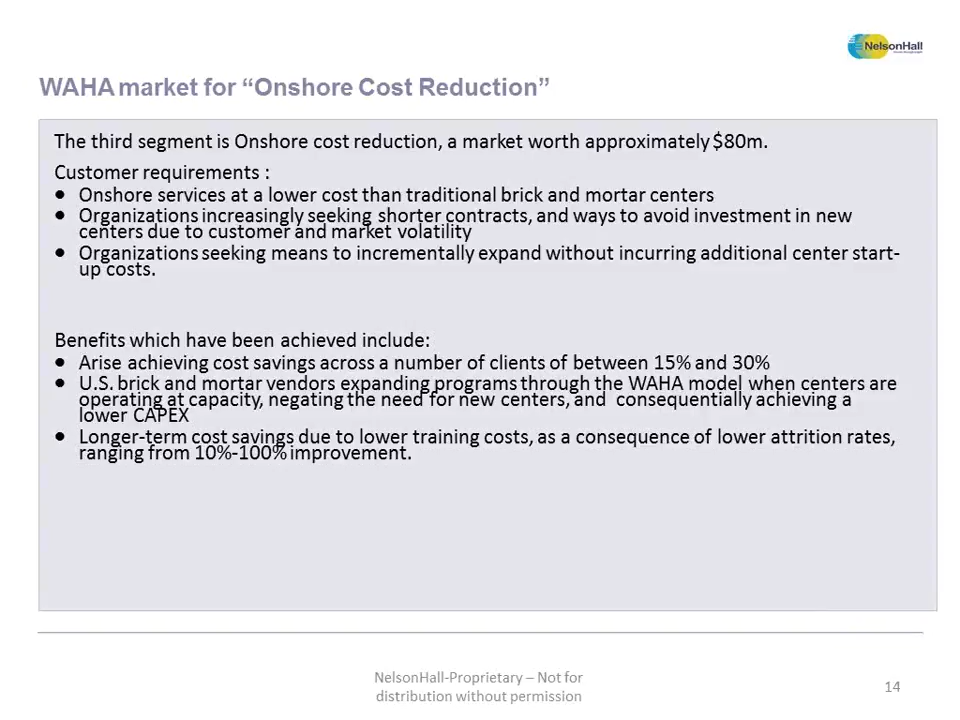 NelsonHall
WAHA market for “Onshore Cost Reduction”
The third segment is Onshore cost reduction, a market worth approximately $80m.
Customer requirements :
● Onshore services at a lower cost than traditional brick and mortar centers
● Organizations increasingly seeking shorter contracts, and ways to avoid investment in new
centers due to customer and market volatility
● Organizations seeking means to incrementally expand without incurring additional center start-
up costs.
Benefits which have been achieved include:
● Arise achieving cost savings across a number of clients of between 15% and 30%
● U.S. brick and mortar vendors expanding programs through the WAHA model when centers are
operating at capacity, negating the need for new centers, and consequentially achieving a
lower CAPEX
● Longer-term cost savings due to lower training costs, as a consequence of lower attrition rates,
ranging from 10%-100% improvement.
NelsonHall-Proprietary – Not for
distribution without permission
14